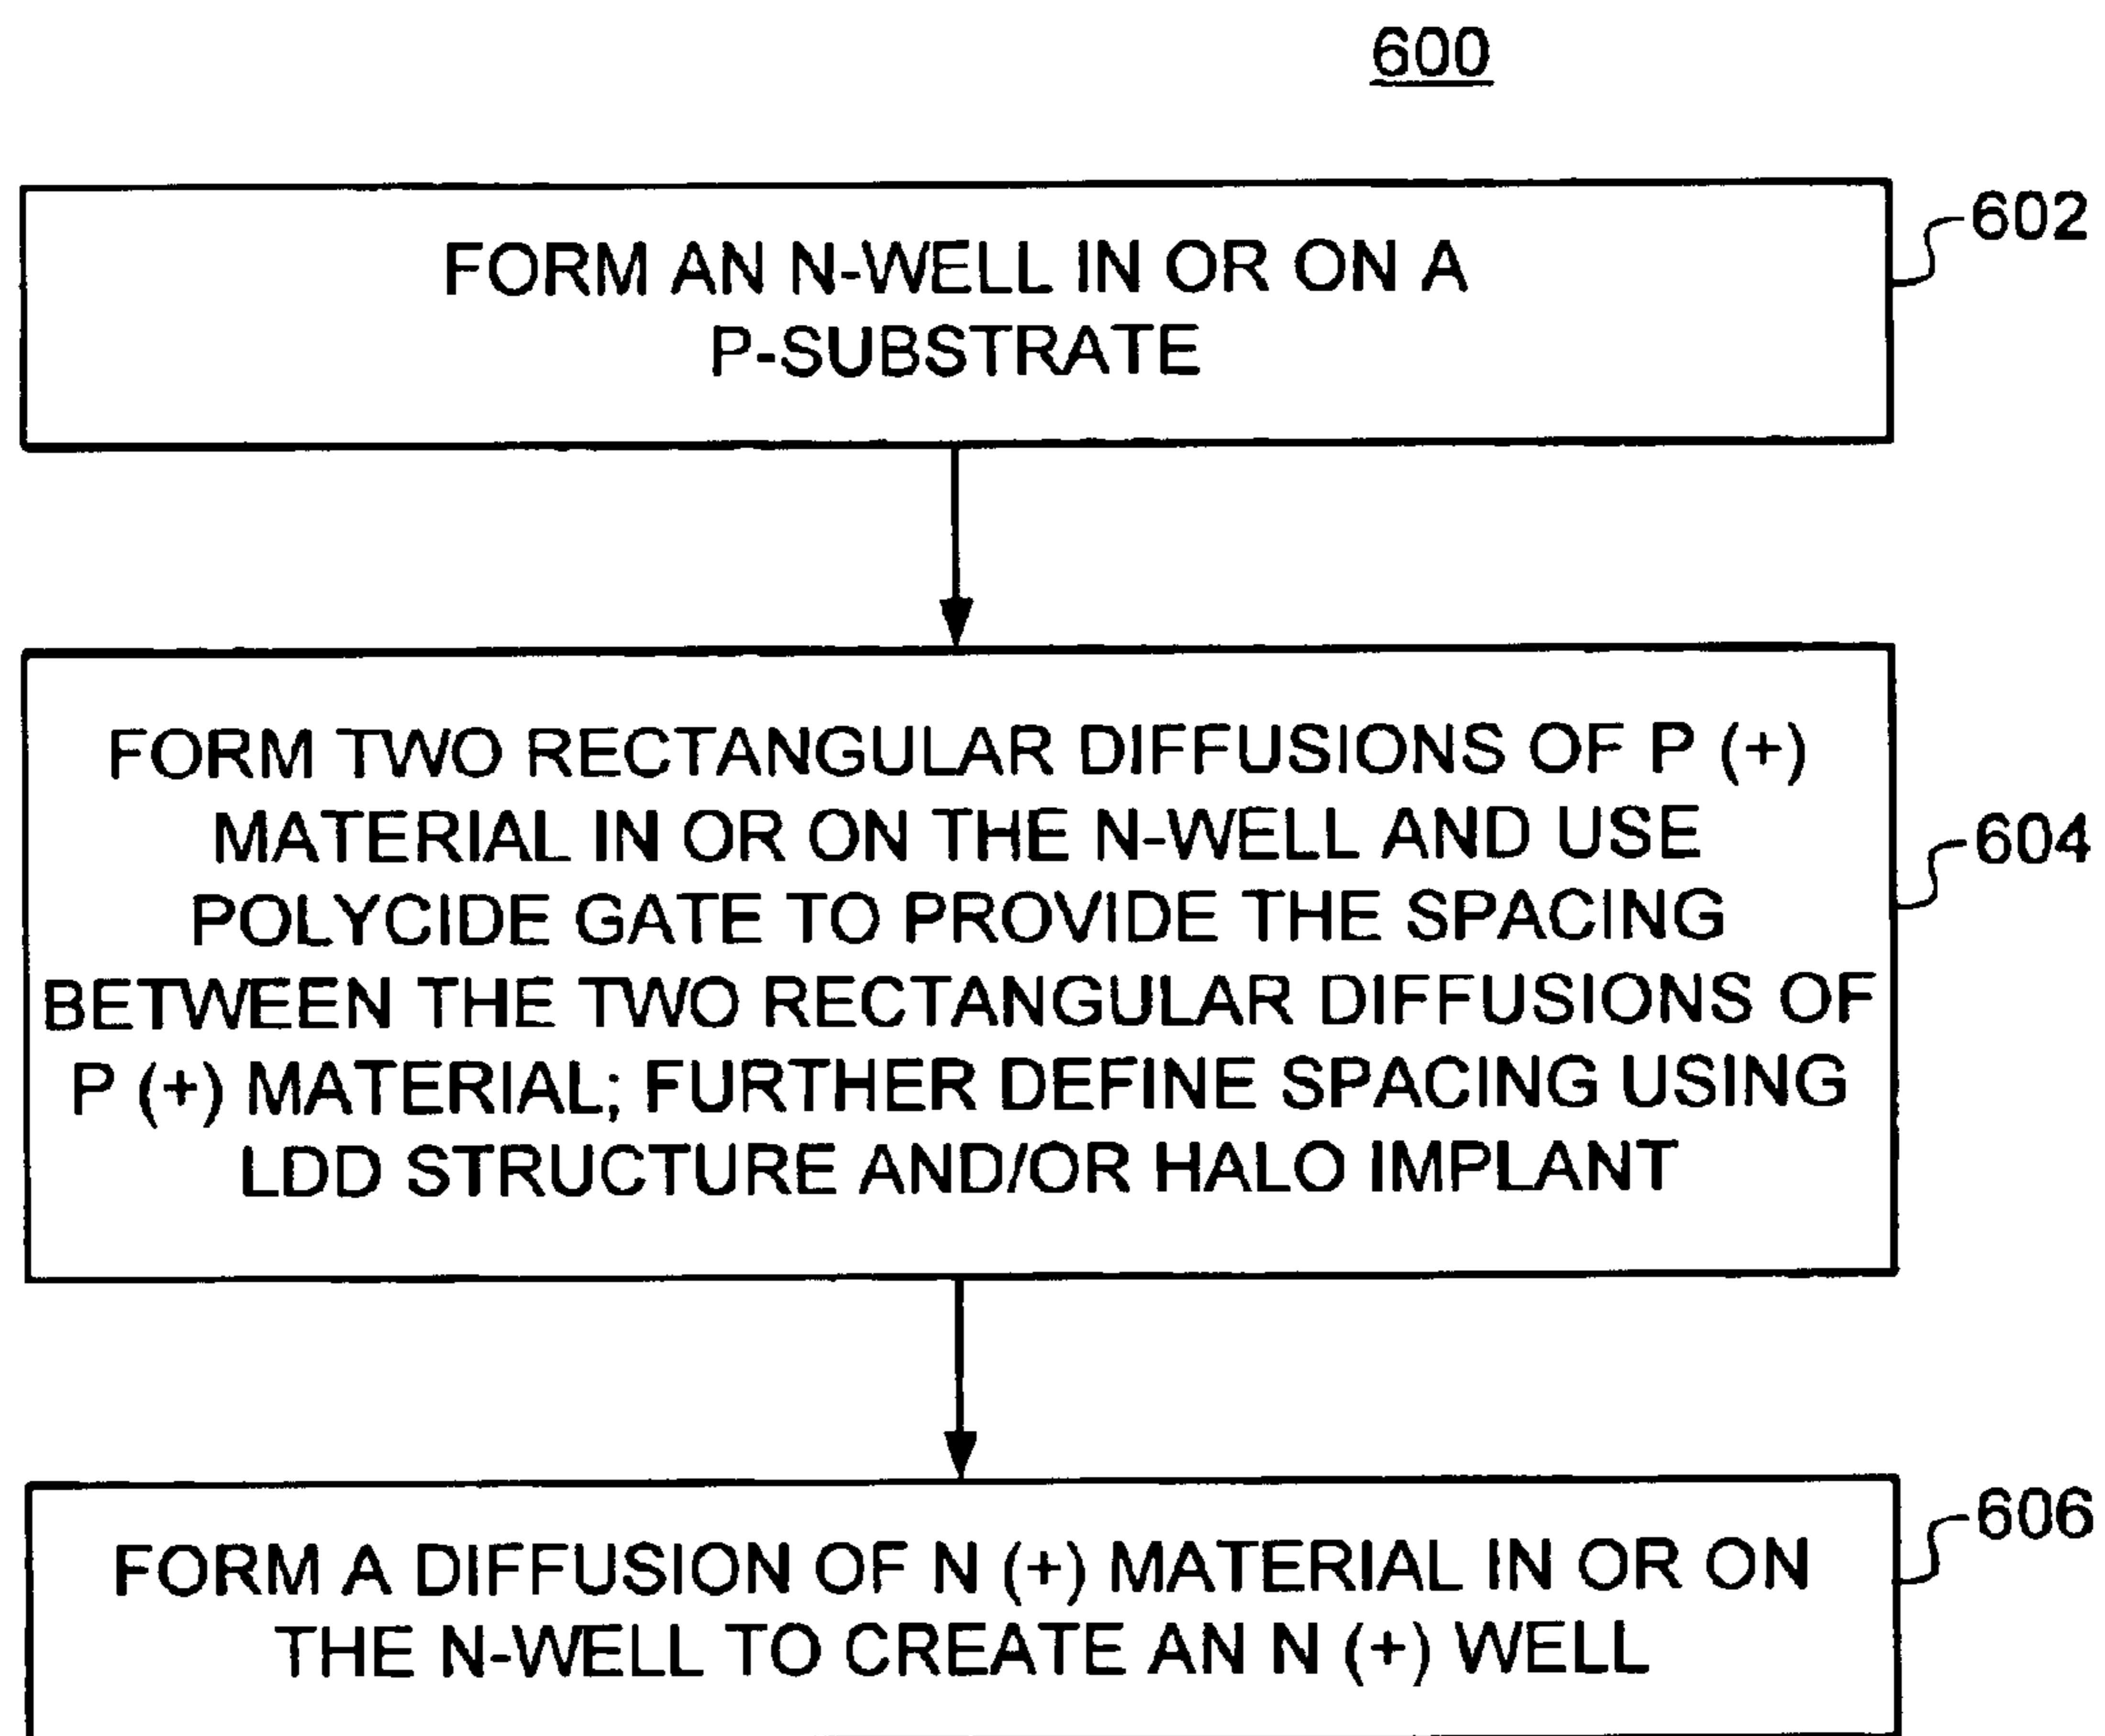 600
602
FORM AN N-WELL IN OR ON A
P-SUBSTRATE
FORM TWO RECTANGULAR DIFFUSIONS OF P (+)
MATERIAL IN OR ON THE N-WELL AND USE
604
POLYCIDE GATE TO PROVIDE THE SPACING
BETWEEN THE TWO RECTANGULAR DIFFUSIONS OF
P (+) MATERIAL; FURTHER DEFINE SPACING USING
LDD STRUCTURE AND/OR HALO IMPLANT
606
FORM A DIFFUSION OF N (+) MATERIAL IN OR ON
THE N-WELL TO CREATE AN N (+) WELL